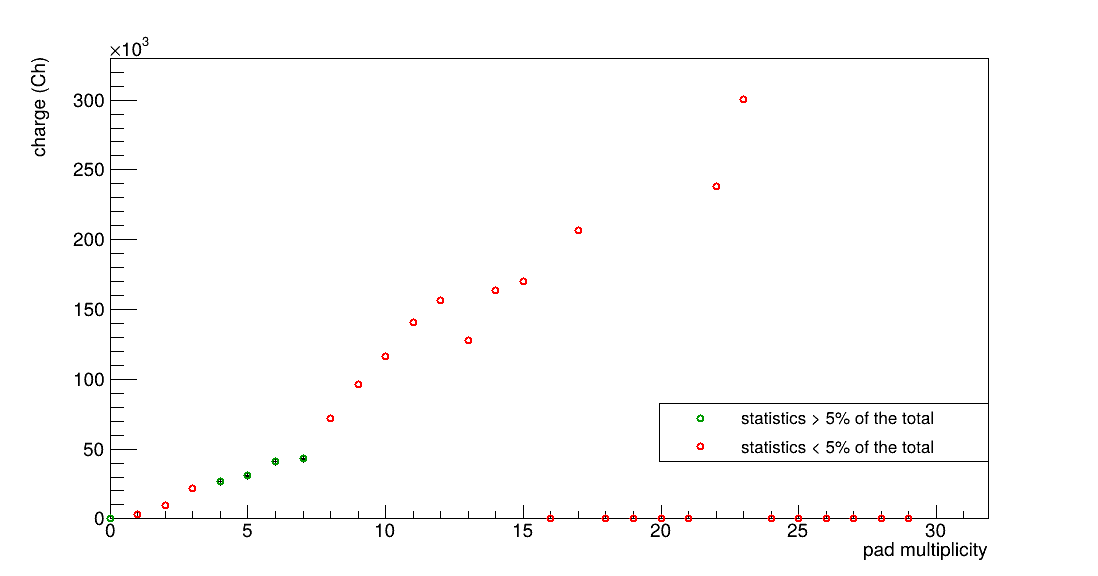 ×10³
charge (Ch)
300
250
200
150
100
50
0
statistics > 5% of the total
statistics < 5% of the total
0 5 10 15 20 25 30
pad multiplicity